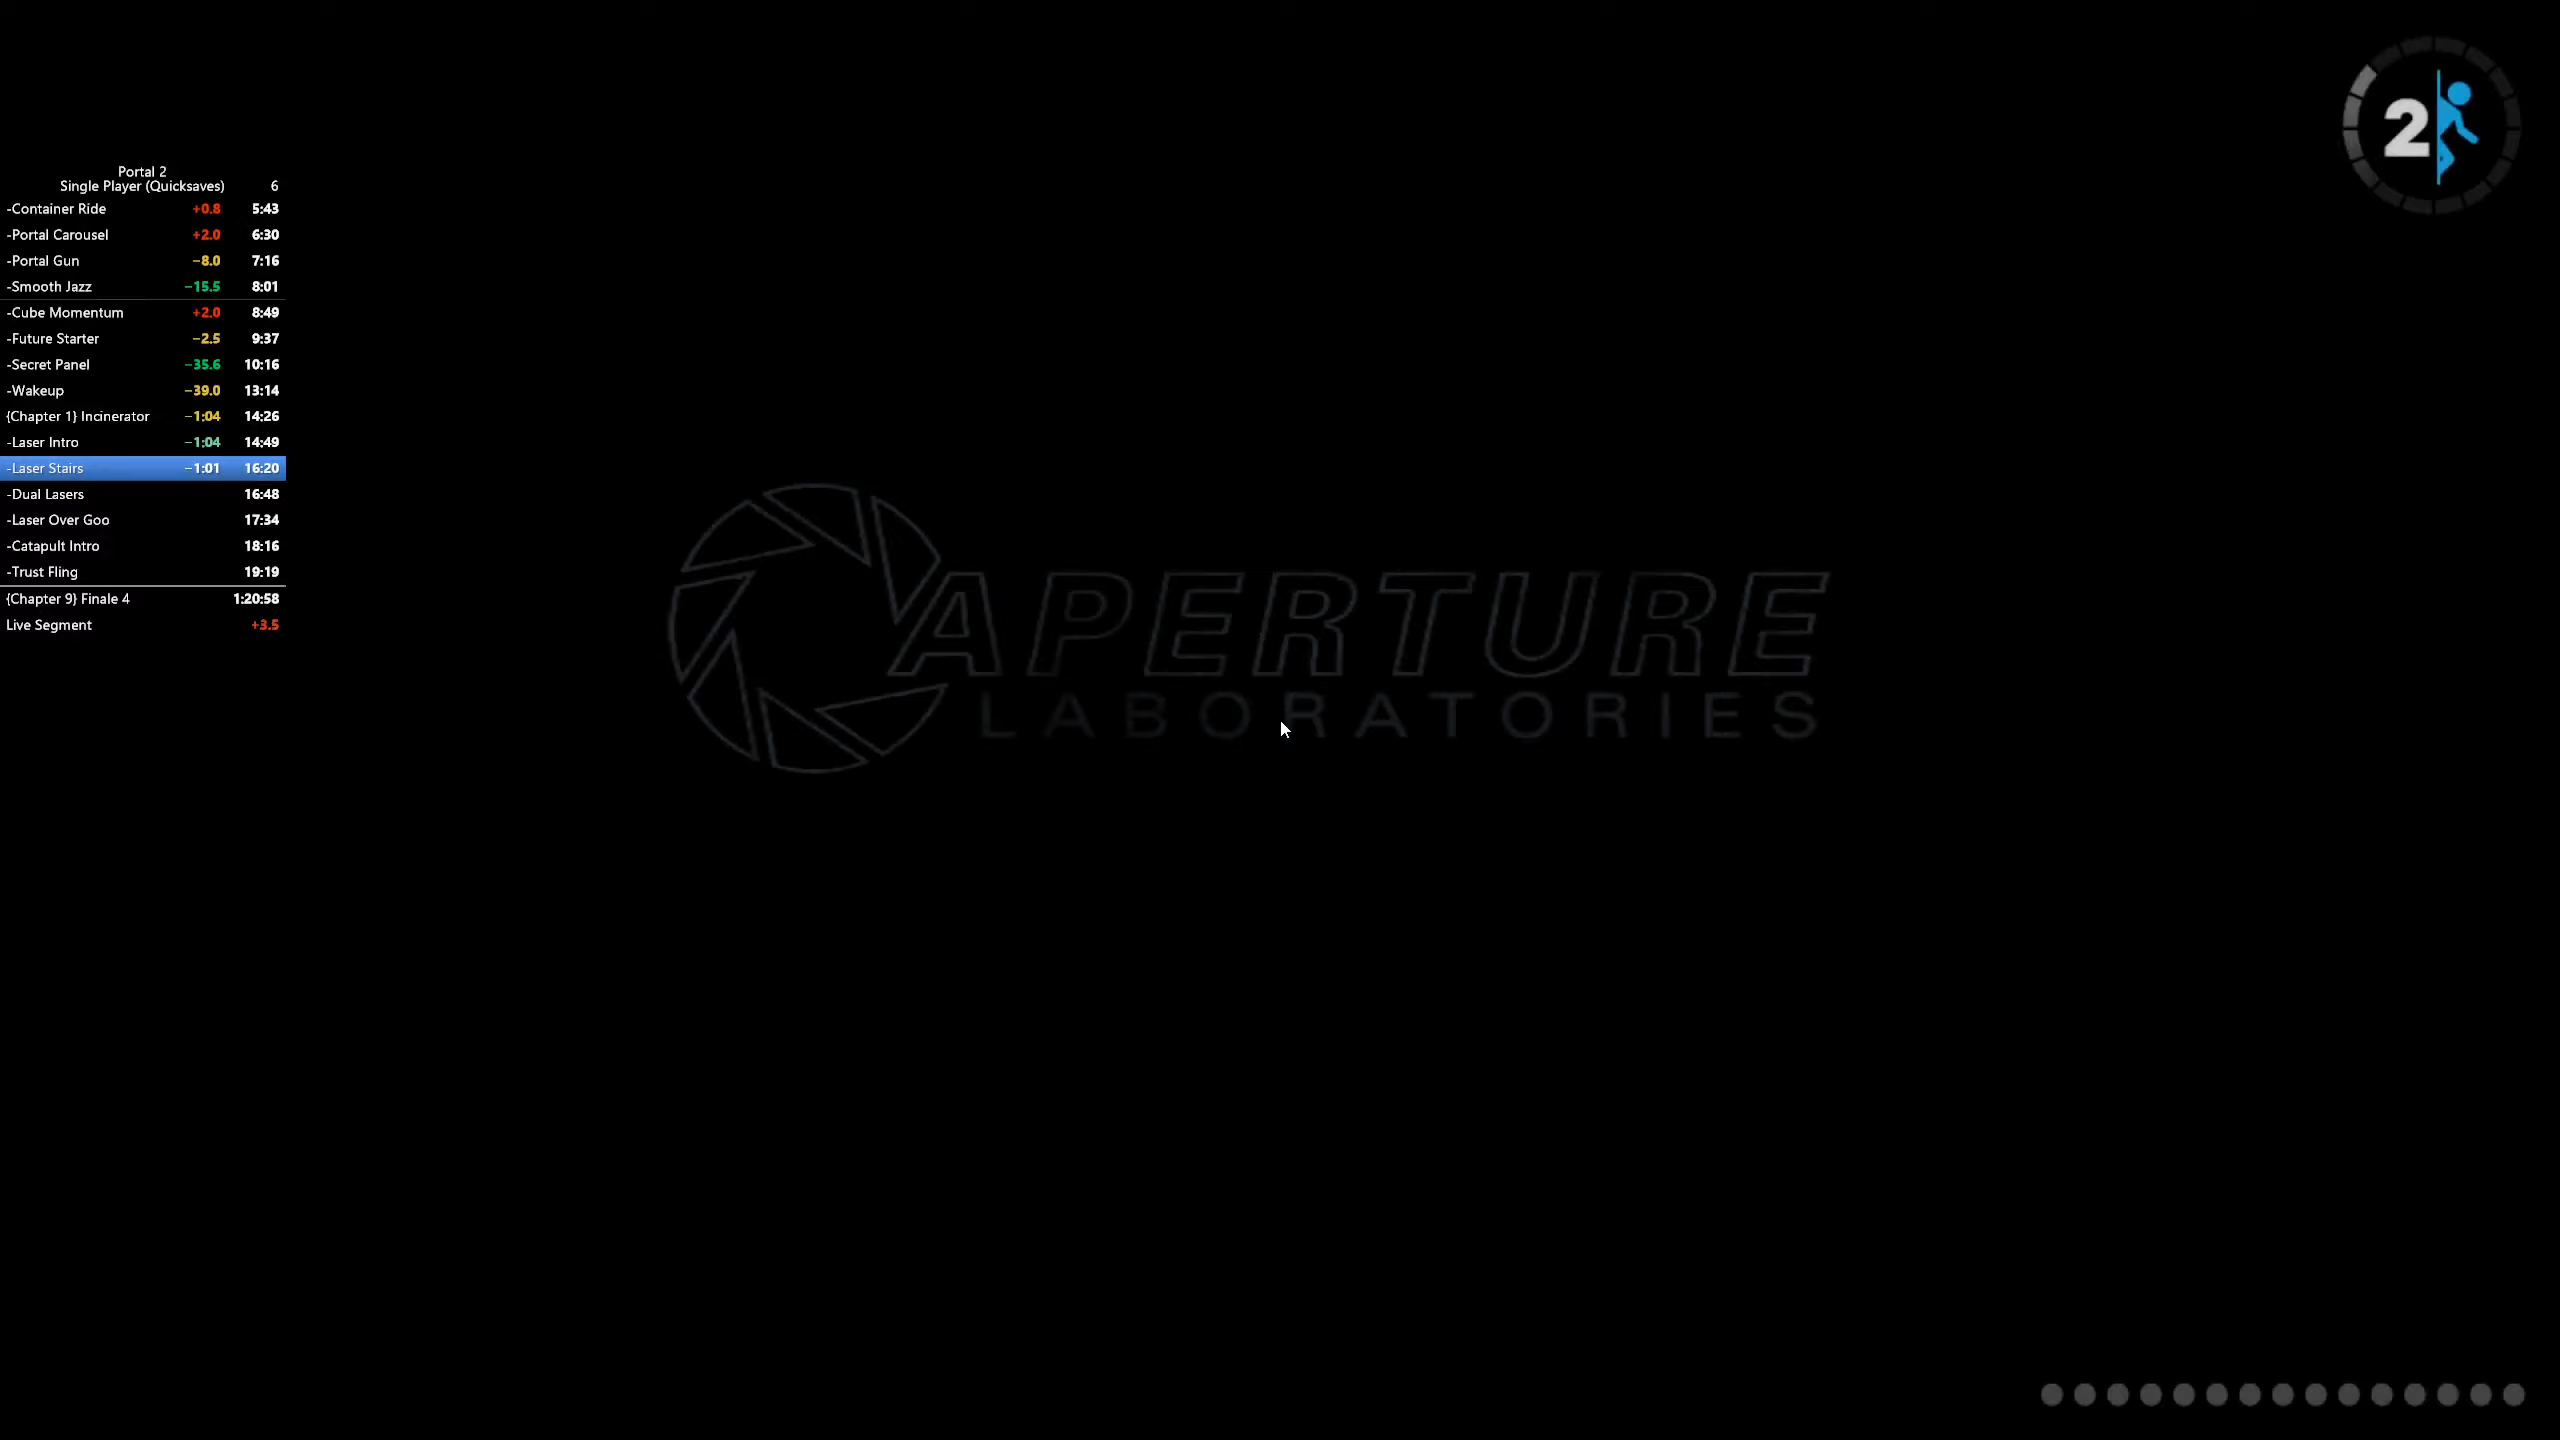 2
Portal 2
Single Player (Quicksaves) 6
-Container Ride +0.8 5:43
-Portal Carousel +2.0 6:30
-Portal Gun −8.0 7:16
-Smooth Jazz −15.5 8:01
-Cube Momentum +2.0 8:49
-Future Starter −2.5 9:37
-Secret Panel −35.6 10:16
-Wakeup −39.0 13:14
{Chapter 1} Incinerator −1:04 14:26
-Laser Intro −1:04 14:49
-Laser Stairs −1:01 16:20
-Dual Lasers 16:48
-Laser Over Goo 17:34
-Catapult Intro 18:16
-Trust Fling 19:19
{Chapter 9} Finale 4 1:20:58
Live Segment +3.5
APERTURE
LABORATORIES